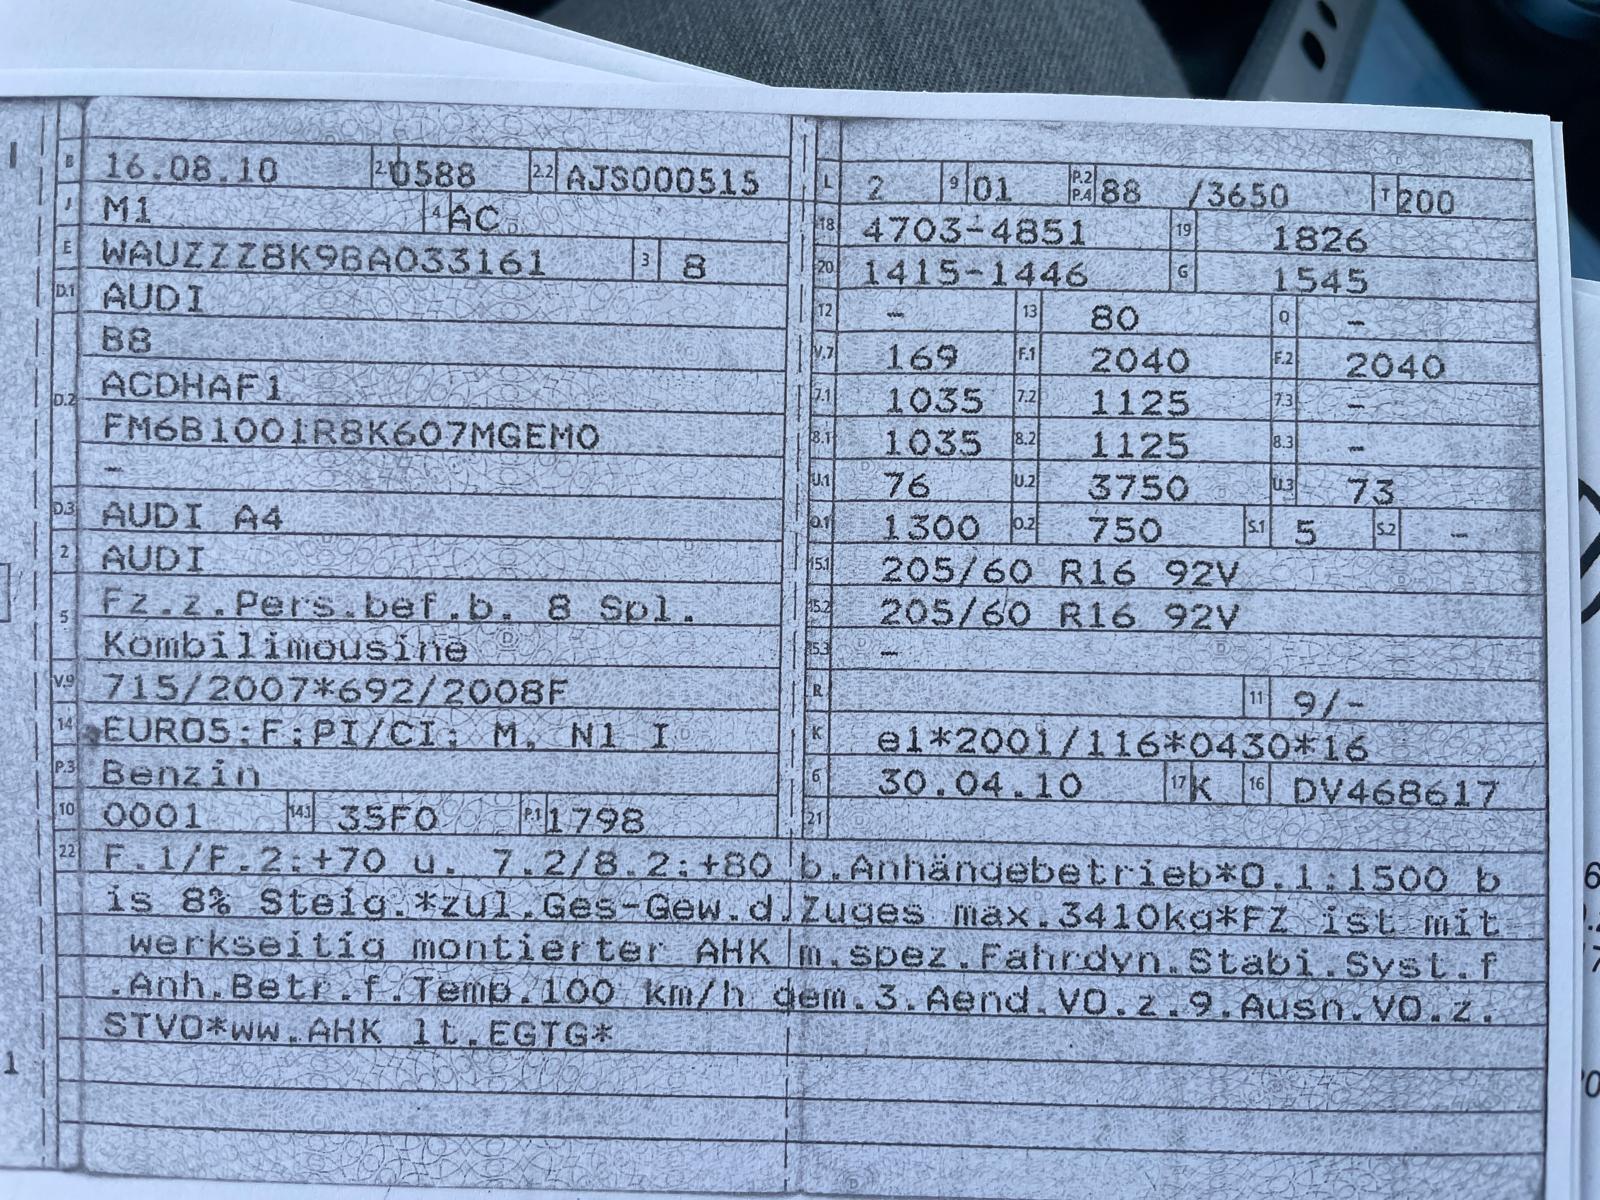 B 16.08.10 2.1 0588 2.2 AJS000515
J M1 4 AC
E WAUZZZ8K9BA033161 3 8
D.1 AUDI
B8
D.2 ACDHAF1
FM6B1001R8K607MGEM0
–
D.3 AUDI A4
2 AUDI
5 Fz.z.Pers.bef.b. 8 Spl.
Kombilimousine
V.9 715/2007*692/2008F
14 EURO5;F;PI/CI; M, N1 I
P.3 Benzin
10 0001 14.1 35F0 P.1 1798
L 2 9 01 P.2 P.4 88 /3650 T 200
18 4703-4851 19 1826
20 1415-1446 G 1545
12 – 13 80 Q –
V.7 169 F.1 2040 F.2 2040
7.1 1035 7.2 1125 7.3 –
8.1 1035 8.2 1125 8.3 –
U.1 76 U.2 3750 U.3 73
O.1 1300 O.2 750 S.1 5 S.2 –
15.1 205/60 R16 92V
15.2 205/60 R16 92V
15.3 –
R 11 9/-
K e1*2001/116*0430*16
6 30.04.10 17 K 16 DV468617
21
22 F.1/F.2:+70 u. 7.2/8.2:+80 b.Anhängebetrieb*O.1:1500 b
is 8% Steig.*zul.Ges-Gew.d.Zuges max.3410kg*FZ ist mit
werkseitig montierter AHK m.spez.Fahrdyn.Stabi.Syst.f
.Anh.Betr.f.Temp.100 km/h gem.3.Aend.VO.z.9.Ausn.VO.z.
STVO*ww.AHK lt.EGTG*
1